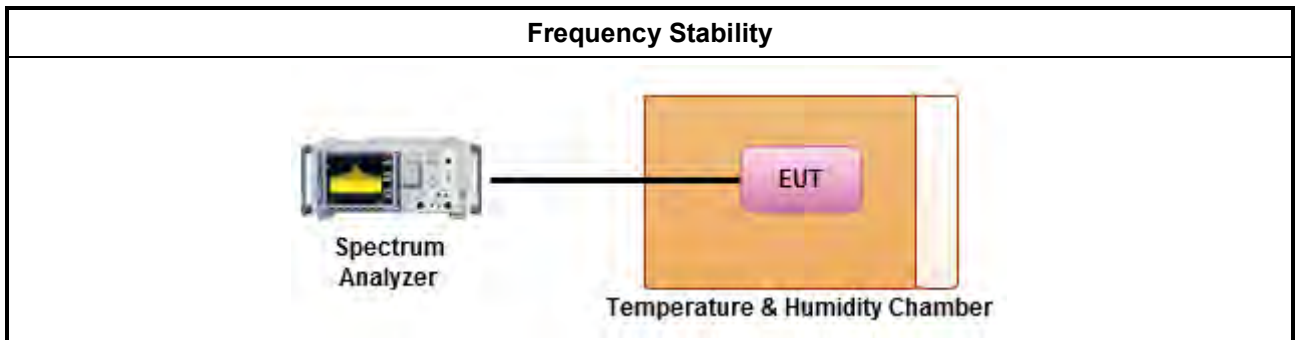 Frequency Stability
EUT
Spectrum
Analyzer
Temperature & Humidity Chamber